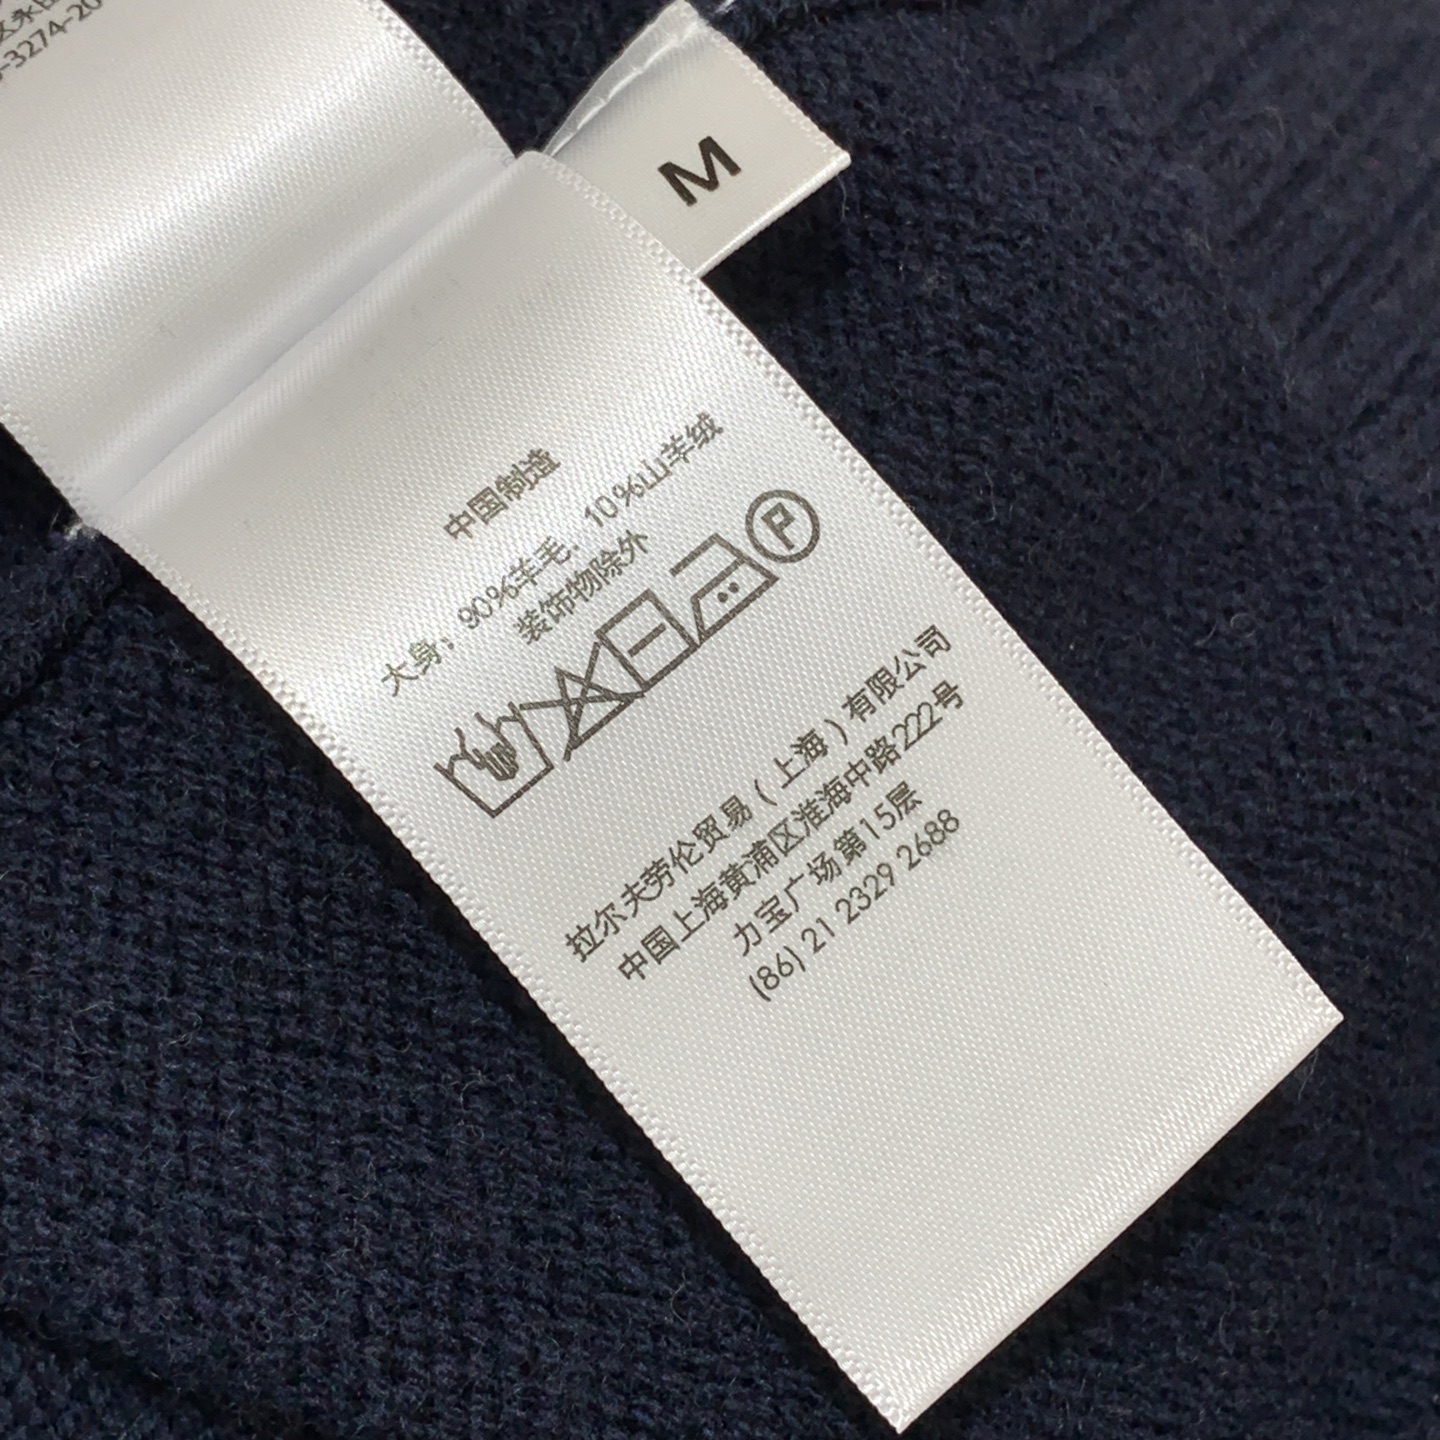 3274-20
M
中国制造
大身：90%羊毛、10%山羊绒
装饰物除外
P
拉尔夫劳伦贸易（上海）有限公司
中国上海黄浦区淮海中路222号
力宝广场第15层
(86) 21 2329 2688